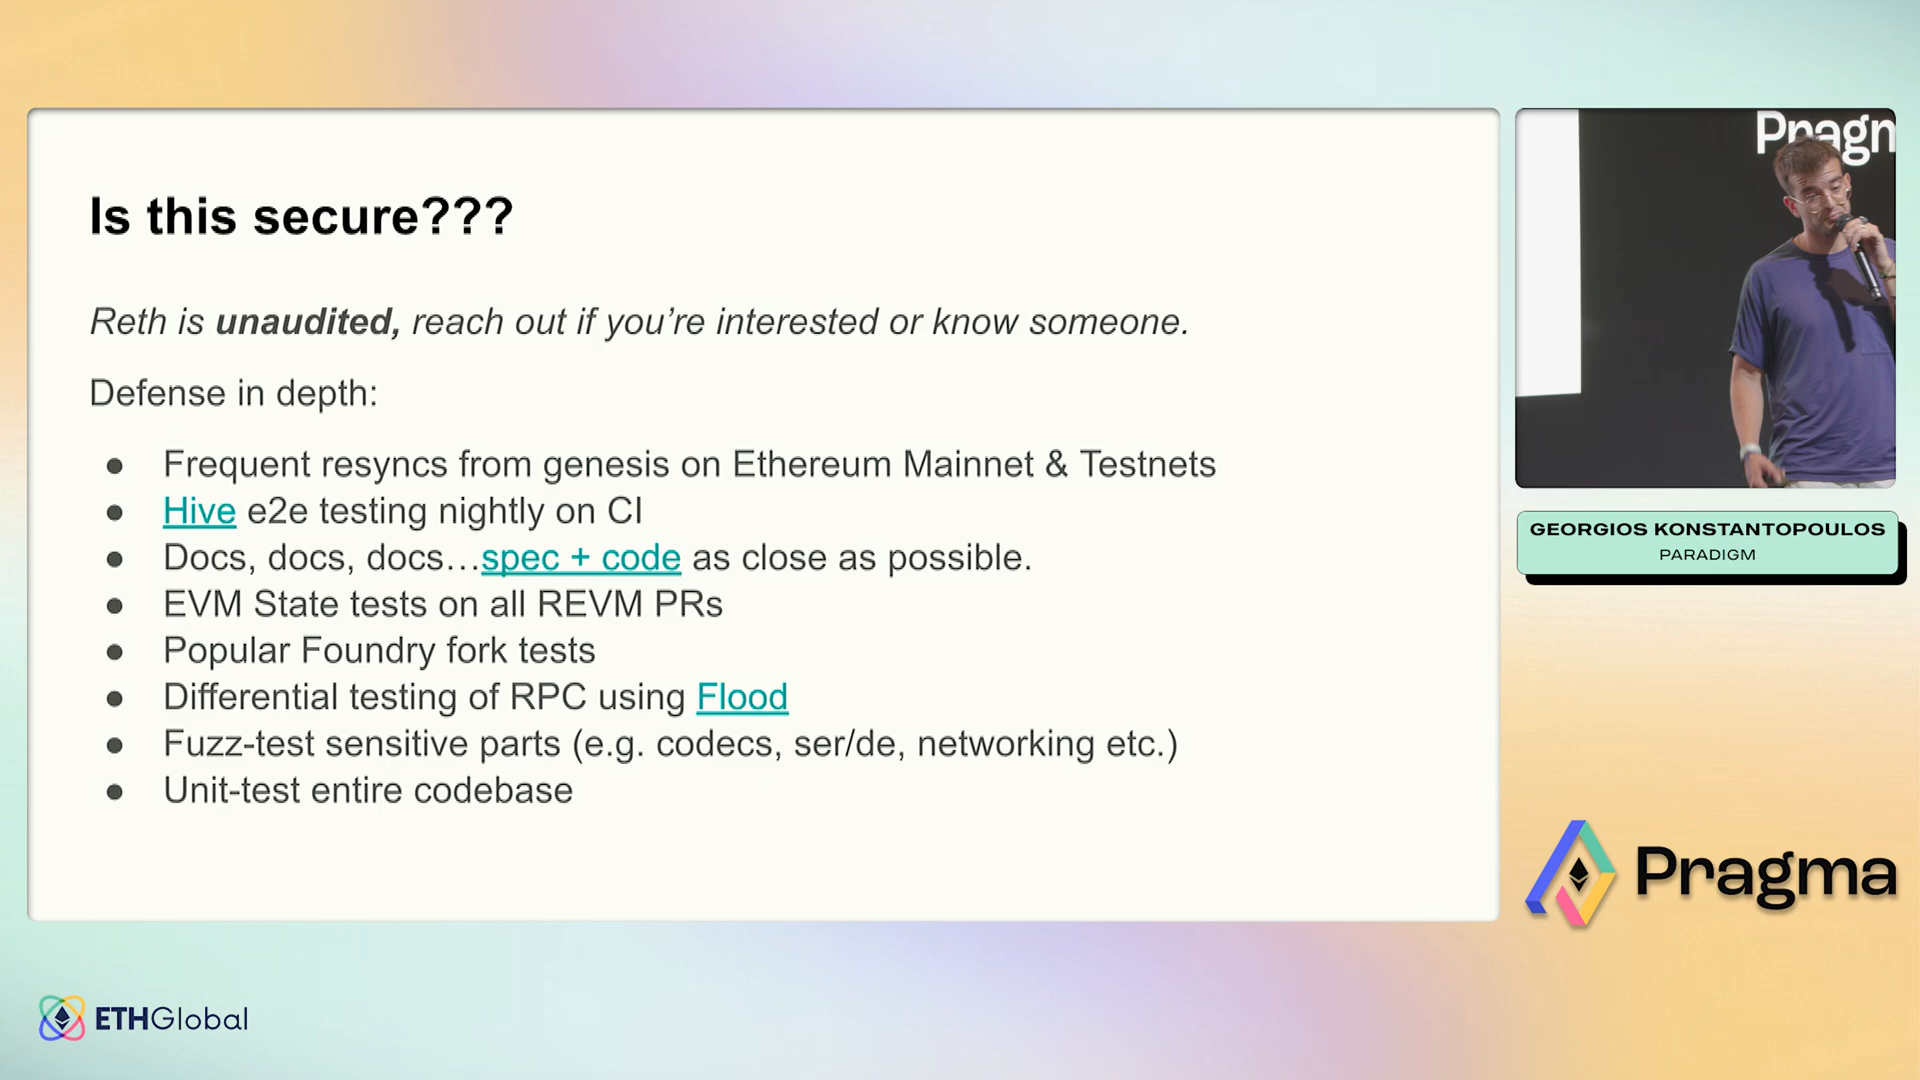 Is this secure???
Reth is unaudited, reach out if you’re interested or know someone.
Defense in depth:
● Frequent resyncs from genesis on Ethereum Mainnet & Testnets
● Hive e2e testing nightly on CI
● Docs, docs, docs…spec + code as close as possible.
● EVM State tests on all REVM PRs
● Popular Foundry fork tests
● Differential testing of RPC using Flood
● Fuzz-test sensitive parts (e.g. codecs, ser/de, networking etc.)
● Unit-test entire codebase
Pragm
GEORGIOS KONSTANTOPOULOS
PARADIGM
Pragma
ETHGlobal